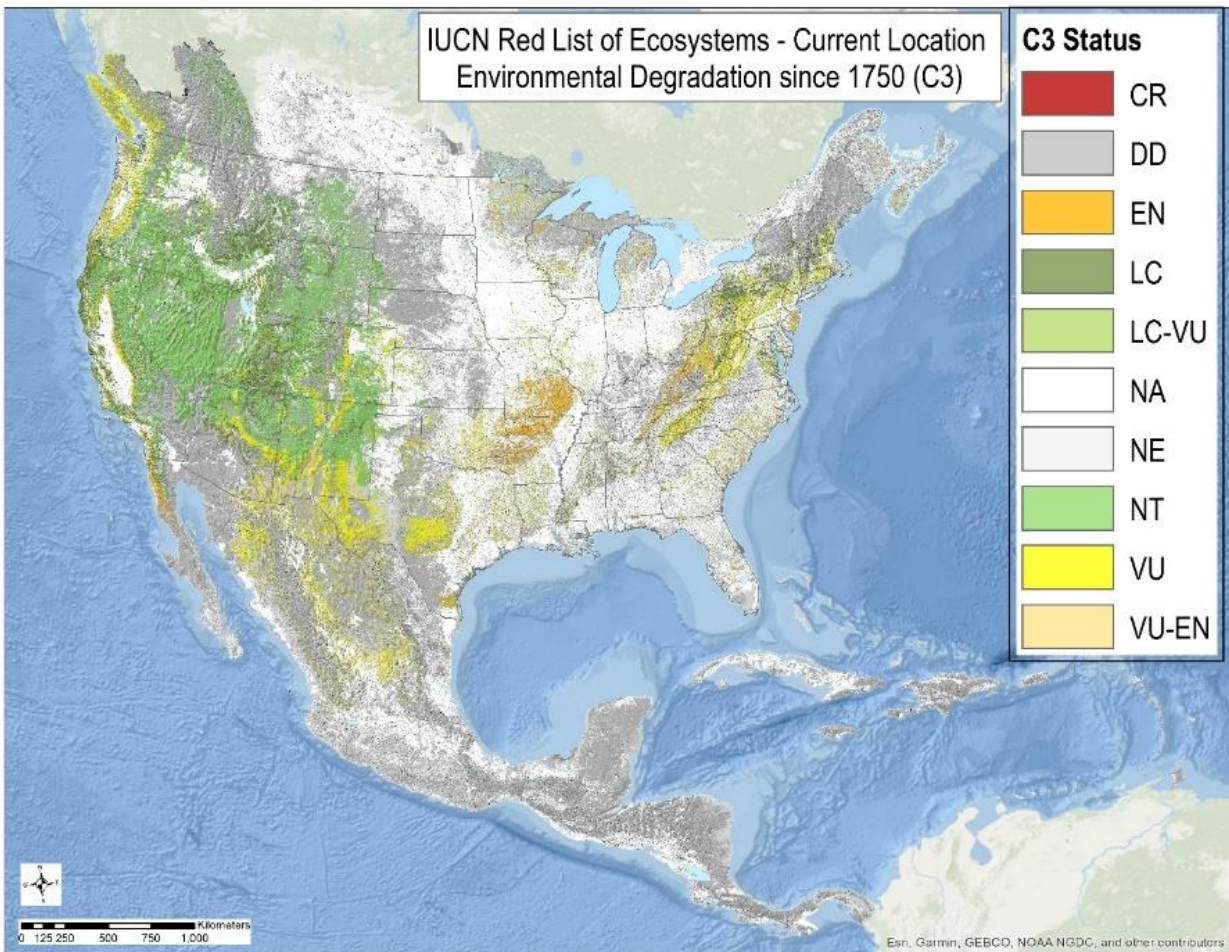 IUCN Red List of Ecosystems - Current Location
Environmental Degradation since 1750 (C3)
C3 Status
CR
DD
EN
LC
LC-VU
NA
NE
NT
VU
VU-EN
Kilometers
0 125 250 500 750 1,000
Esri, Garmin, GEBCO, NOAA NGDC, and other contributors